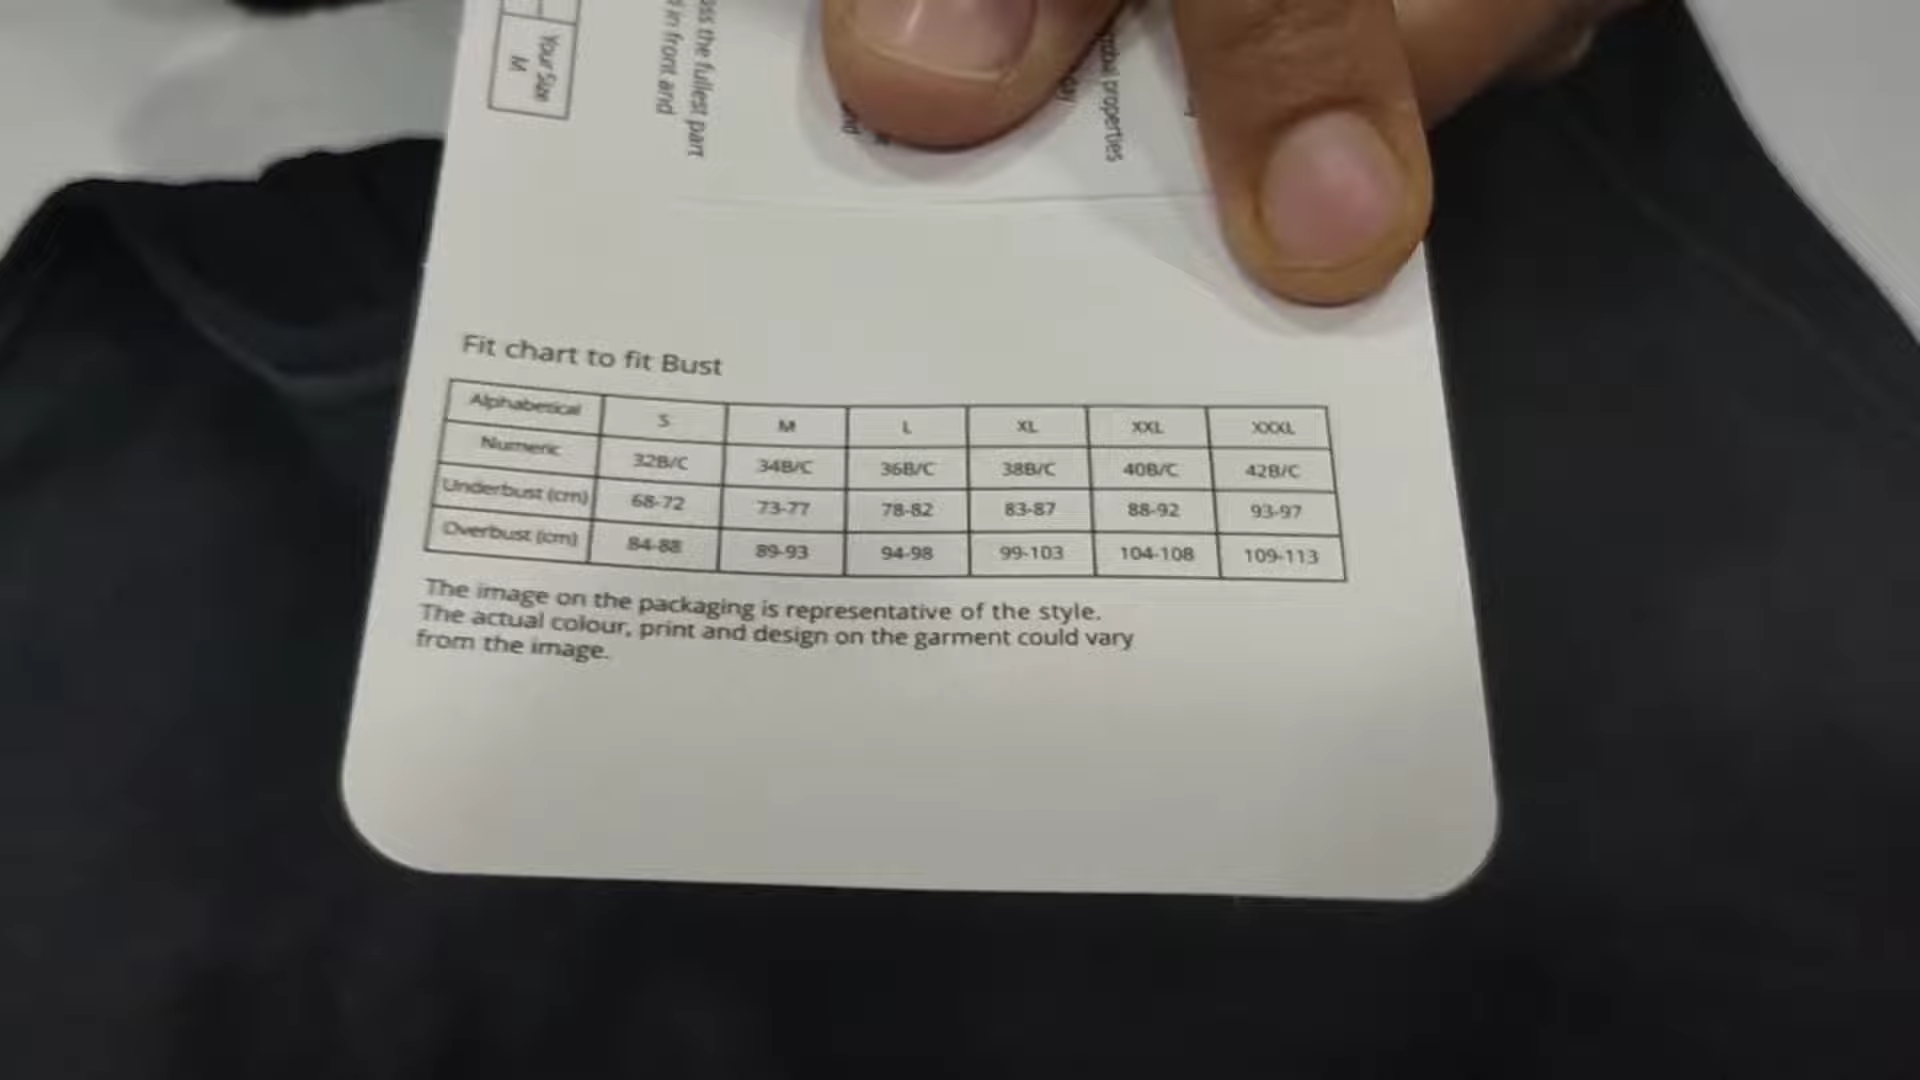 Your Size
M
the fullest part
in front and
properties
Fit chart to fit Bust
Alphabetical S M L XL XXL XXXL
Numeric 32B/C 34B/C 36B/C 38B/C 40B/C 42B/C
Underbust (cm) 68-72 73-77 78-82 83-87 88-92 93-97
Overbust (cm) 84-88 89-93 94-98 99-103 104-108 109-113
The image on the packaging is representative of the style.
The actual colour, print and design on the garment could vary
from the image.